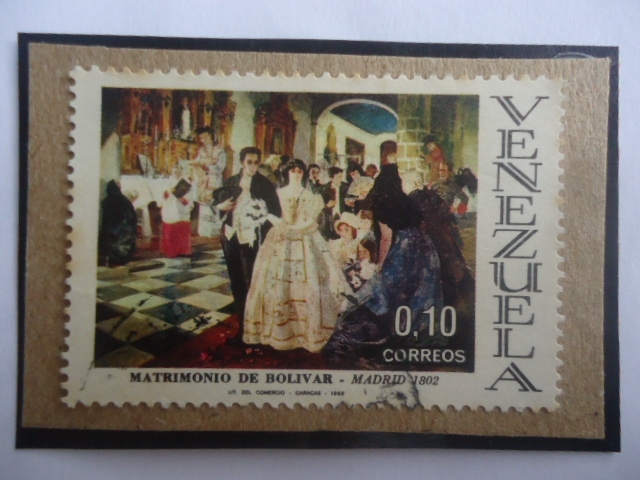 VENEZUELA
0,10
CORREOS
MATRIMONIO DE BOLIVAR - MADRID 1802
LIT. DEL COMERCIO - CARACAS - 1969